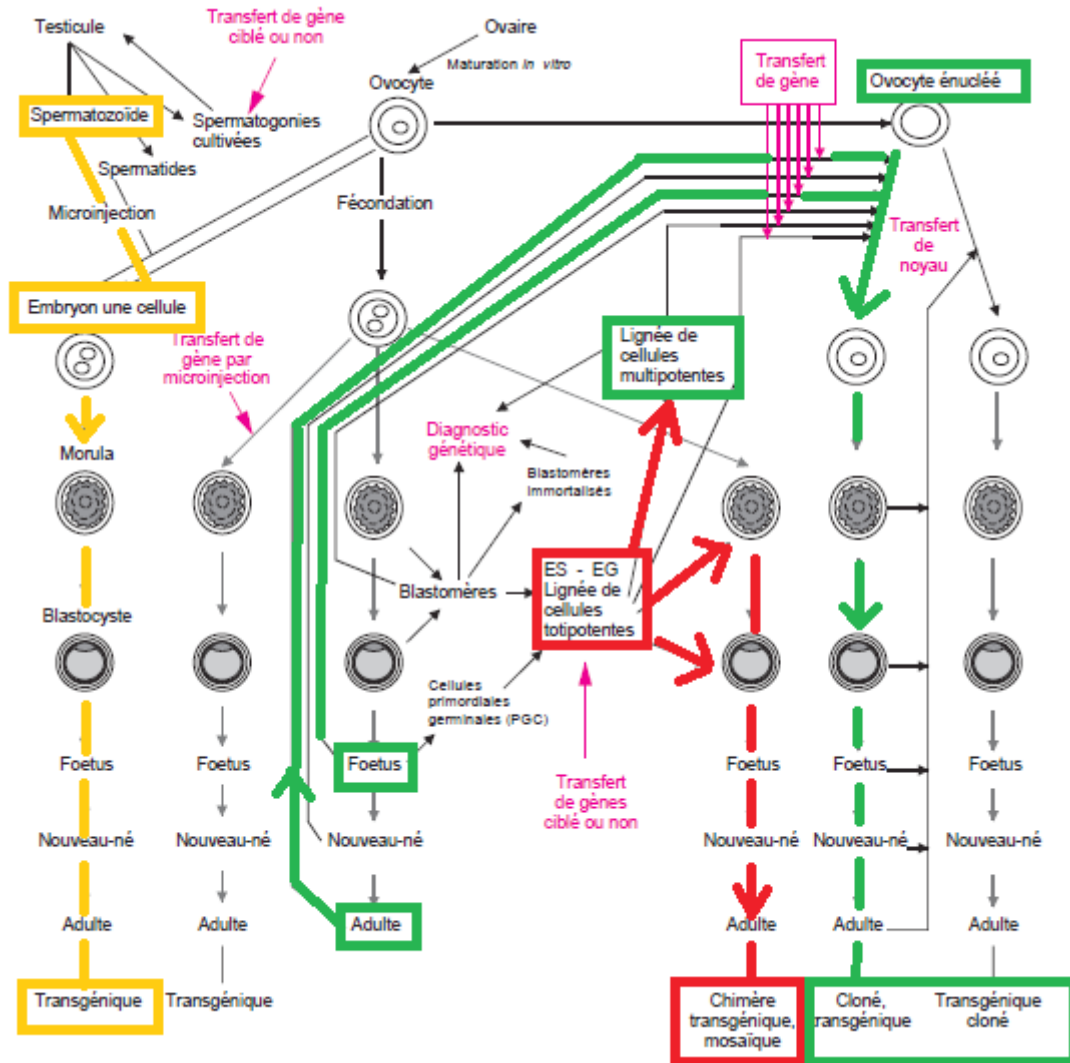 Transfert de gène
ciblé ou non
Testicule
Ovaire
Maturation in vitro
Ovocyte
Transfert
de gène
Ovocyte énucléé
Spermatozoïde
Spermatogonies
cultivées
Spermatides
Microinjection
Fécondation
Transfert
de
noyau
Embryon une cellule
Transfert de
gène par
microinjection
Lignée de
cellules
multipotentes
Diagnostic
génétique
Blastomères
immortalisés
Morula
ES - EG
Lignée de
cellules
totipotentes
Blastomères
Blastocyste
Cellules
primordiales
germinales (PGC)
Foetus
Foetus
Foetus
Foetus
Foetus
Foetus
Transfert
de gènes
ciblé ou non
Nouveau-né
Nouveau-né
Nouveau-né
Nouveau-né
Nouveau-né
Nouveau-né
Adulte
Adulte
Adulte
Adulte
Adulte
Adulte
Transgénique
Transgénique
Chimère
transgénique,
mosaïque
Cloné,
transgénique
Transgénique
cloné